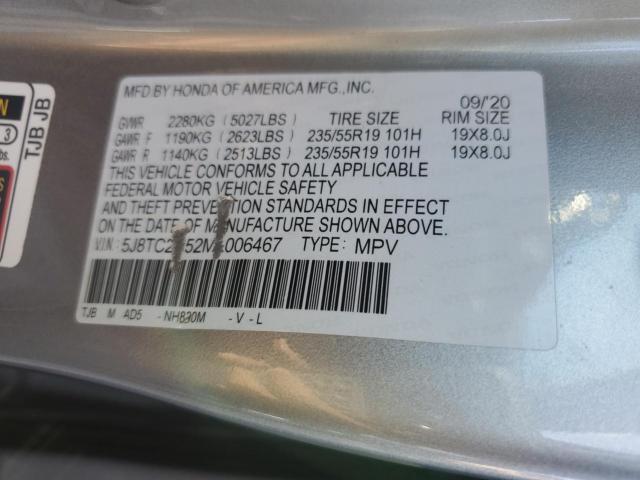 MFD.BY HONDA OF AMERICA MFG.,INC.
09/'20
GVWR 2280KG (5027LBS) TIRE SIZE RIM SIZE
GAWR F 1190KG (2623LBS) 235/55R19 101H 19X8.0J
GAWR R 1140KG (2513LBS) 235/55R19 101H 19X8.0J
THIS VEHICLE CONFORMS TO ALL APPLICABLE
FEDERAL MOTOR VEHICLE SAFETY
AND THEFT PREVENTION STANDARDS IN EFFECT
ON THE DATE OF MANUFACTURE SHOWN ABOVE.
VIN: TYPE: MPV
TJB M AD5 -NH830M -V-L
TJB JB
3